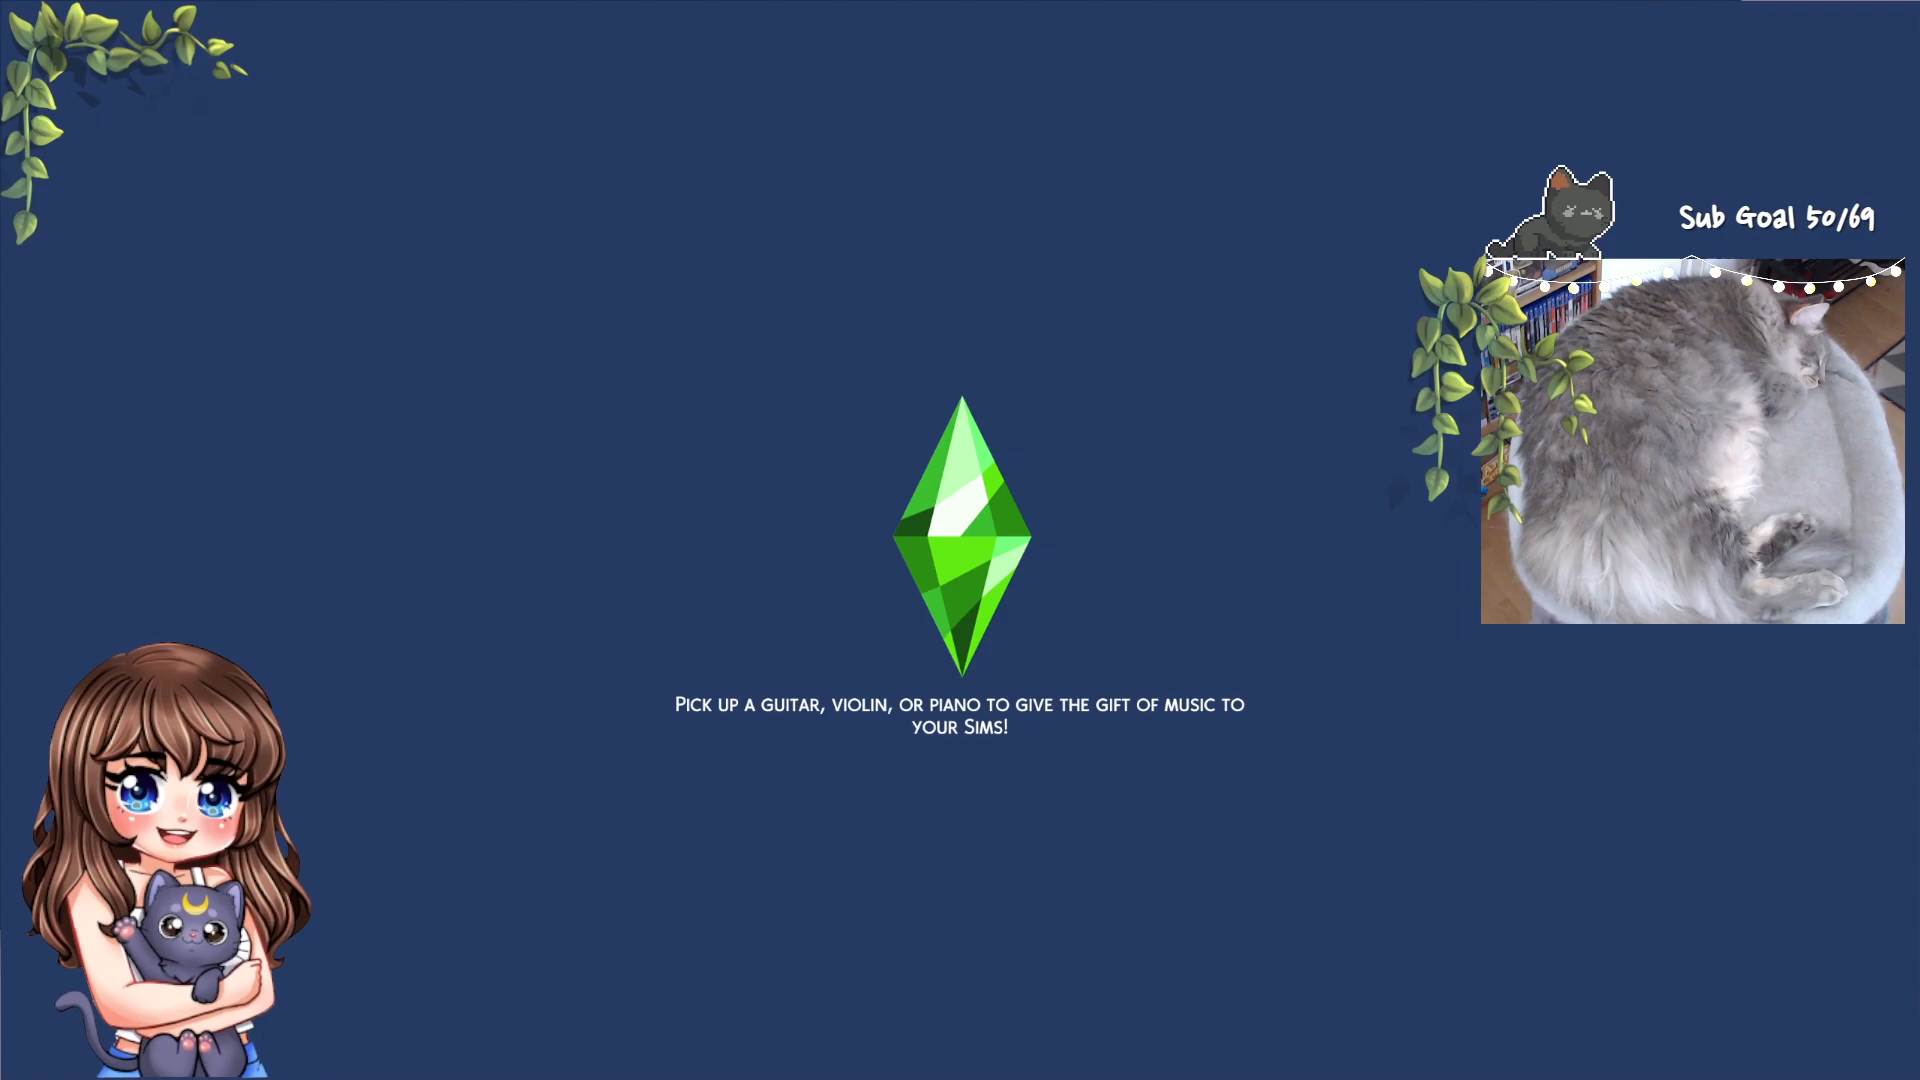 Sub Goal 50/69
Pick up a guitar, violin, or piano to give the gift of music to
your Sims!